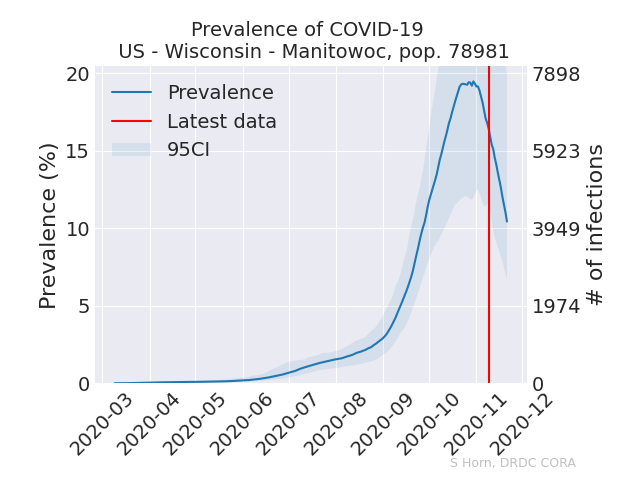 Prevalence of COVID-19
US - Wisconsin - Manitowoc, pop. 78981
Prevalence (%)
20
15
10
5
0
Prevalence
Latest data
95CI
7898
5923
3949
1974
0
# of infections
2020-03
2020-04
2020-05
2020-06
2020-07
2020-08
2020-09
2020-10
2020-11
2020-12
S Horn, DRDC CORA